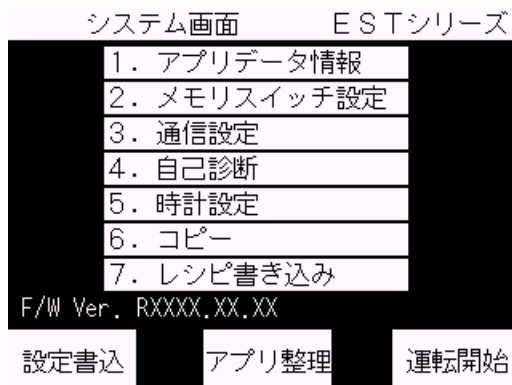 システム画面 ESTシリーズ
1. アプリデータ情報
2. メモリスイッチ設定
3. 通信設定
4. 自己診断
5. 時計設定
6. コピー
7. レシピ書き込み
F/W Ver. RXXXX.XX.XX
設定書込 アプリ整理 運転開始